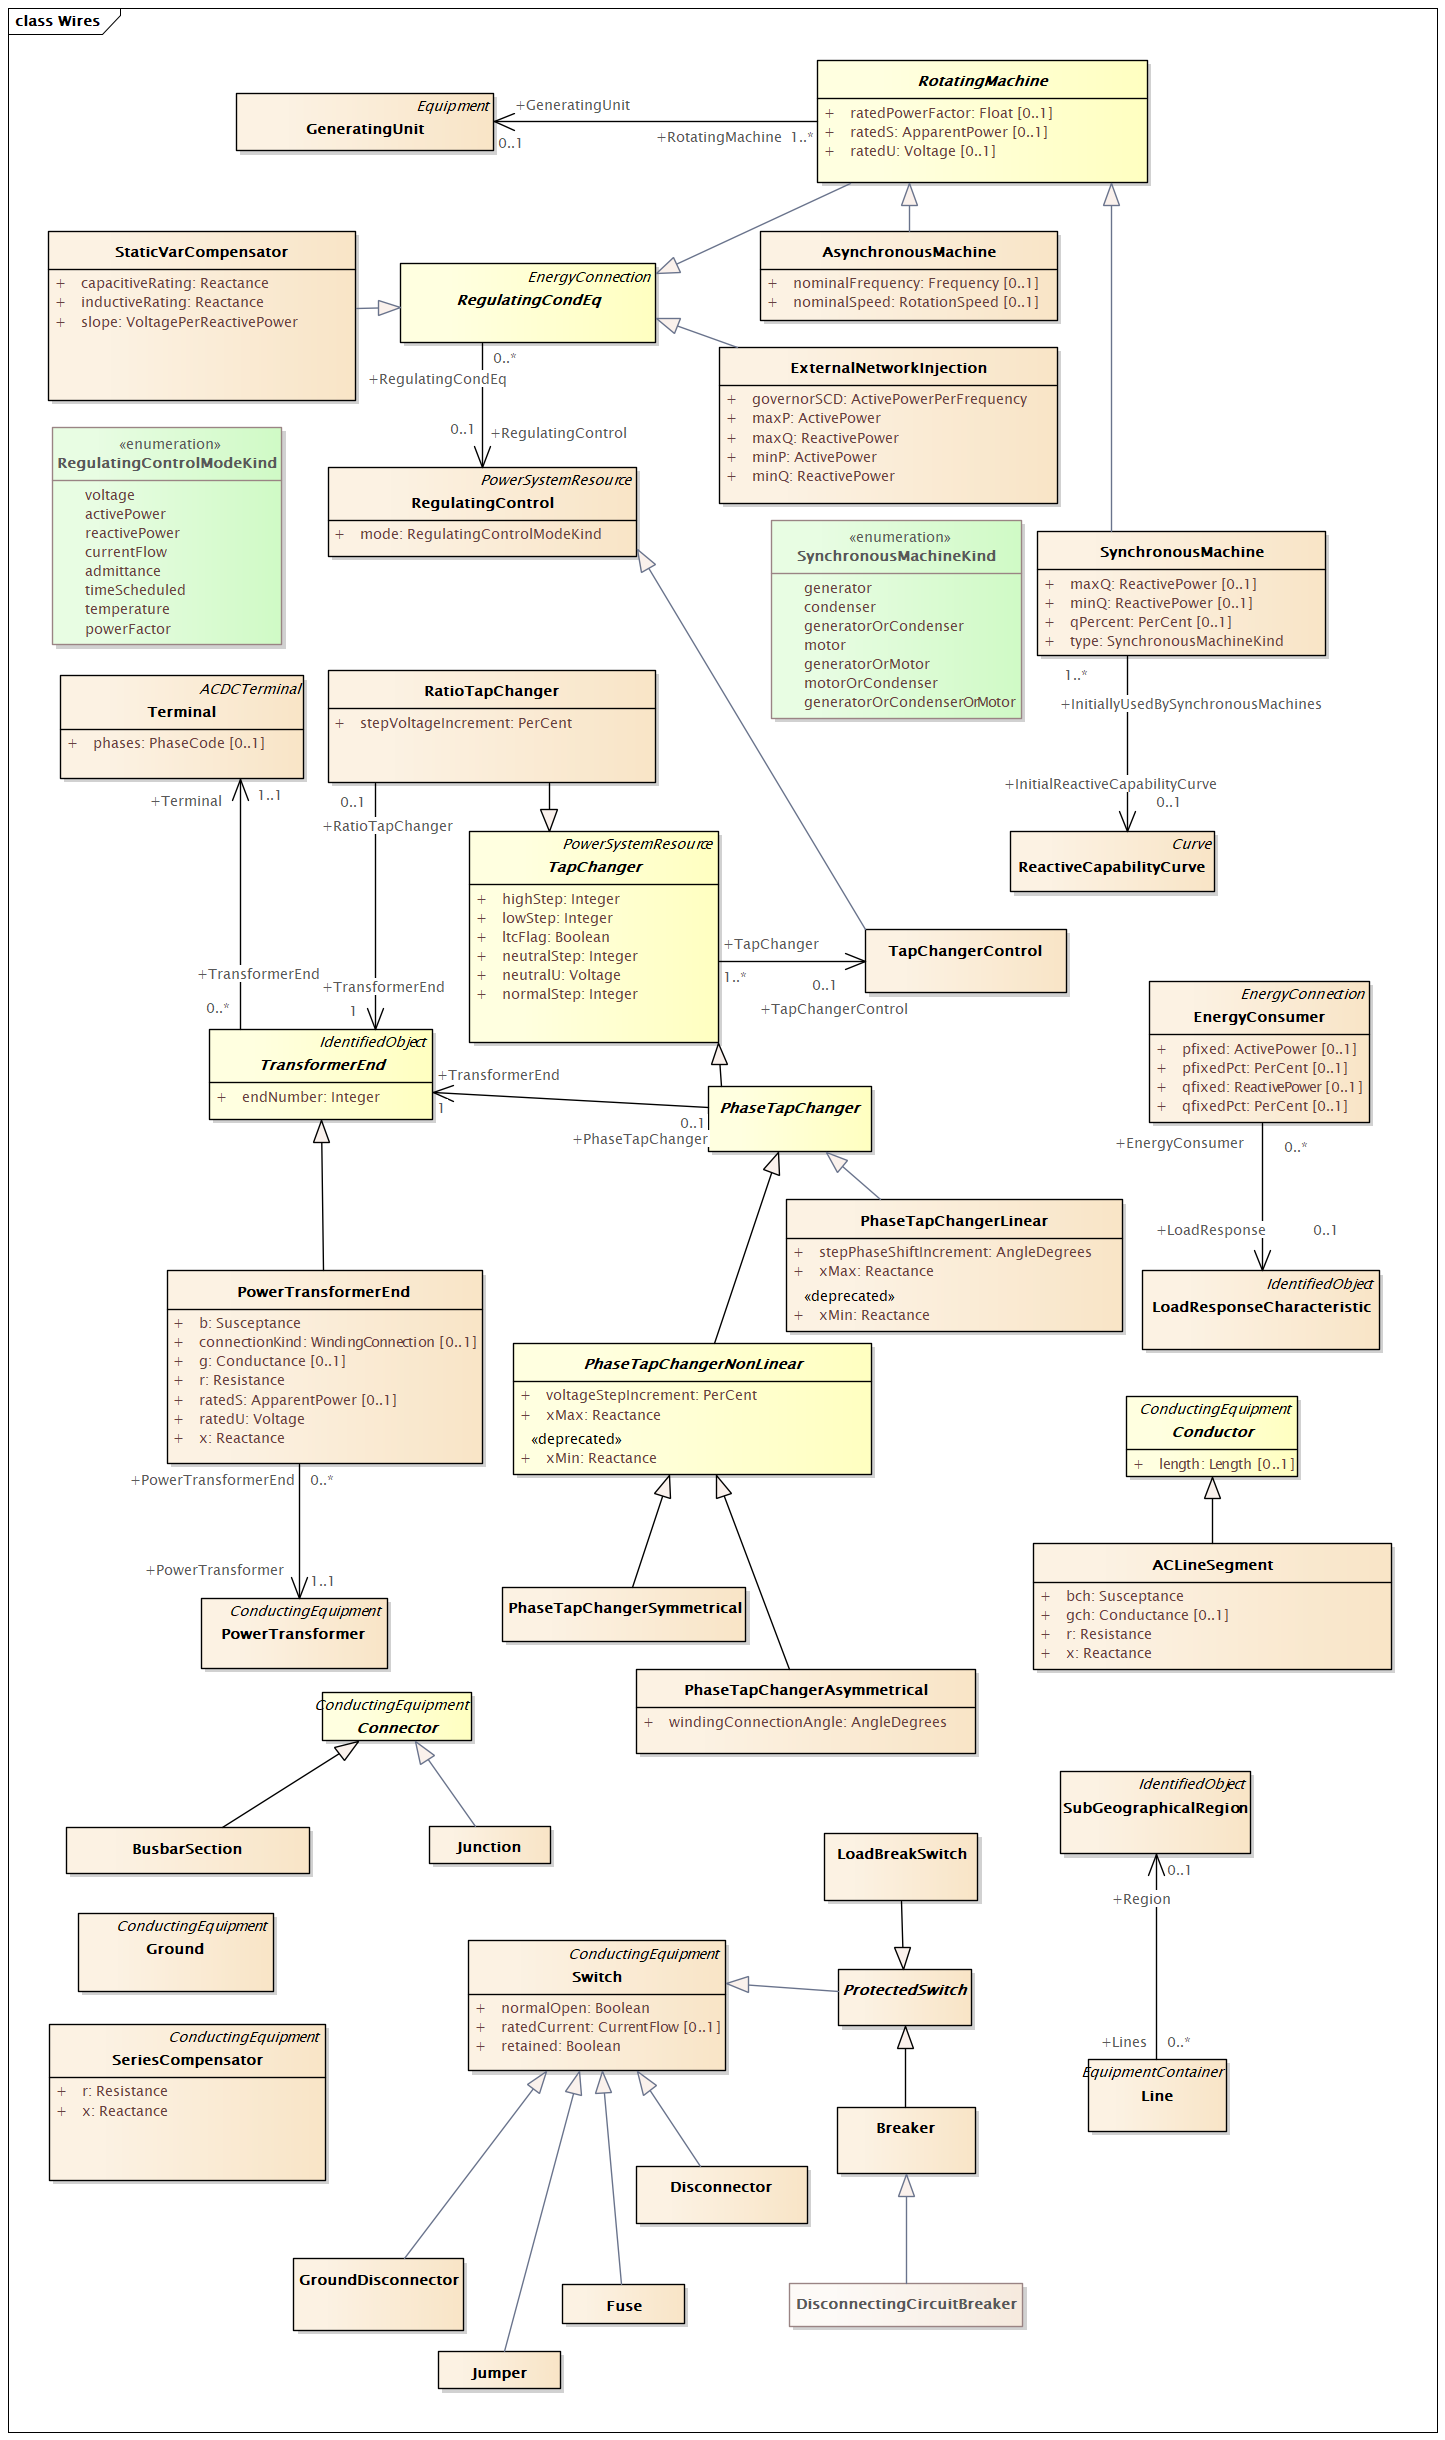 class Wires
RotatingMachine
+ ratedPowerFactor: Float [0..1]
+ ratedS: ApparentPower [0..1]
+ ratedU: Voltage [0..1]
Equipment
GeneratingUnit
+GeneratingUnit
0..1
+RotatingMachine 1..*
StaticVarCompensator
+ capacitiveRating: Reactance
+ inductiveRating: Reactance
+ slope: VoltagePerReactivePower
EnergyConnection
RegulatingCondEq
AsynchronousMachine
+ nominalFrequency: Frequency [0..1]
+ nominalSpeed: RotationSpeed [0..1]
0..*
+RegulatingCondEq
0..1
+RegulatingControl
ExternalNetworkInjection
+ governorSCD: ActivePowerPerFrequency
+ maxP: ActivePower
+ maxQ: ReactivePower
+ minP: ActivePower
+ minQ: ReactivePower
«enumeration»
RegulatingControlModeKind
voltage
activePower
reactivePower
currentFlow
admittance
timeScheduled
temperature
powerFactor
PowerSystemResource
RegulatingControl
+ mode: RegulatingControlModeKind
«enumeration»
SynchronousMachineKind
generator
condenser
generatorOrCondenser
motor
generatorOrMotor
motorOrCondenser
generatorOrCondenserOrMotor
SynchronousMachine
+ maxQ: ReactivePower [0..1]
+ minQ: ReactivePower [0..1]
+ qPercent: PerCent [0..1]
+ type: SynchronousMachineKind
1..*
+InitiallyUsedBySynchronousMachines
+InitialReactiveCapabilityCurve
0..1
Curve
ReactiveCapabilityCurve
ACDCTerminal
Terminal
+ phases: PhaseCode [0..1]
+Terminal
1..1
+TransformerEnd
0..*
RatioTapChanger
+ stepVoltageIncrement: PerCent
0..1
+RatioTapChanger
+TransformerEnd
1
PowerSystemResource
TapChanger
+ highStep: Integer
+ lowStep: Integer
+ ltcFlag: Boolean
+ neutralStep: Integer
+ neutralU: Voltage
+ normalStep: Integer
+TapChanger
1..*
0..1
+TapChangerControl
TapChangerControl
IdentifiedObject
TransformerEnd
+ endNumber: Integer
+TransformerEnd
1
0..1
+PhaseTapChanger
PhaseTapChanger
EnergyConnection
EnergyConsumer
+ pfixed: ActivePower [0..1]
+ pfixedPct: PerCent [0..1]
+ qfixed: ReactivePower [0..1]
+ qfixedPct: PerCent [0..1]
+EnergyConsumer
0..*
+LoadResponse
0..1
IdentifiedObject
LoadResponseCharacteristic
PhaseTapChangerLinear
+ stepPhaseShiftIncrement: AngleDegrees
+ xMax: Reactance
«deprecated»
+ xMin: Reactance
PowerTransformerEnd
+ b: Susceptance
+ connectionKind: WindingConnection [0..1]
+ g: Conductance [0..1]
+ r: Resistance
+ ratedS: ApparentPower [0..1]
+ ratedU: Voltage
+ x: Reactance
+PowerTransformerEnd
0..*
+PowerTransformer
1..1
ConductingEquipment
PowerTransformer
PhaseTapChangerNonLinear
+ voltageStepIncrement: PerCent
+ xMax: Reactance
«deprecated»
+ xMin: Reactance
ConductingEquipment
Conductor
+ length: Length [0..1]
ACLineSegment
+ bch: Susceptance
+ gch: Conductance [0..1]
+ r: Resistance
+ x: Reactance
PhaseTapChangerSymmetrical
PhaseTapChangerAsymmetrical
+ windingConnectionAngle: AngleDegrees
ConductingEquipment
Connector
BusbarSection
Junction
IdentifiedObject
SubGeographicalRegion
0..1
+Region
+Lines
0..*
EquipmentContainer
Line
LoadBreakSwitch
ConductingEquipment
Ground
ConductingEquipment
Switch
+ normalOpen: Boolean
+ ratedCurrent: CurrentFlow [0..1]
+ retained: Boolean
ProtectedSwitch
ConductingEquipment
SeriesCompensator
+ r: Resistance
+ x: Reactance
Breaker
Disconnector
GroundDisconnector
Fuse
DisconnectingCircuitBreaker
Jumper